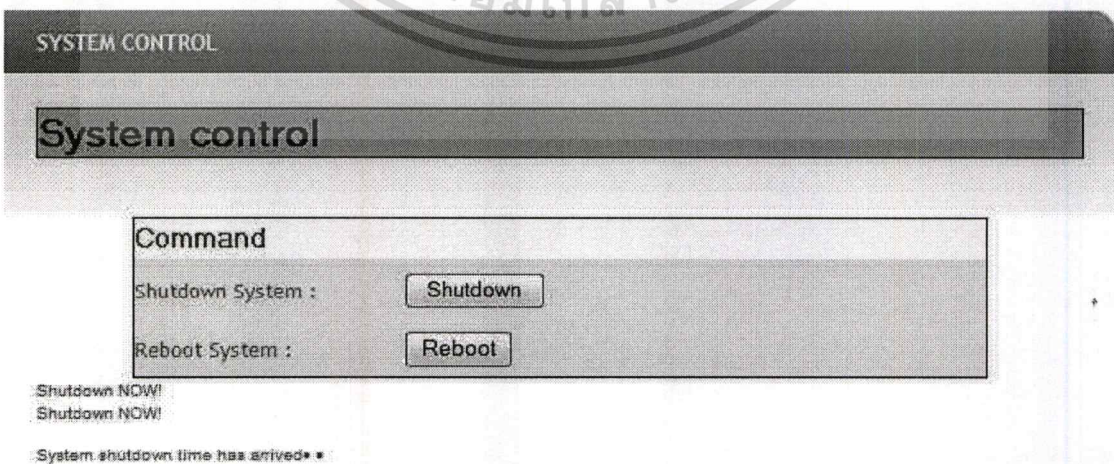 SYSTEM CONTROL
System control
Command
Shutdown System : Shutdown
Reboot System : Reboot
Shutdown NOW!
Shutdown NOW!
System shutdown time has arrived